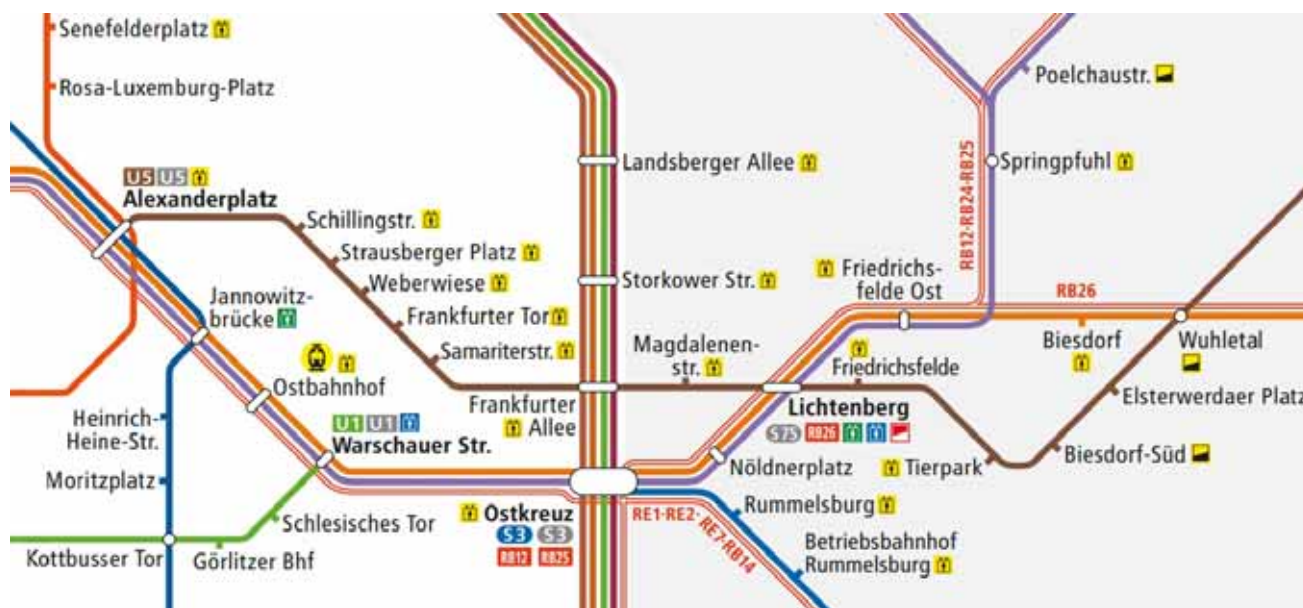 Senefelderplatz
Rosa-Luxemburg-Platz
Poelchaustr.
U5 U5
Alexanderplatz
Landsberger Allee
Springpfuhl
RB12·RB24·RB25
Schillingstr.
Strausberger Platz
Weberwiese
Frankfurter Tor
Samariterstr.
Storkower Str.
Friedrichs-
felde Ost
RB26
Jannowitz-
brücke
Ostbahnhof
Magdalenen-
str.
Friedrichsfelde
Biesdorf
Wuhletal
Elsterwerdaer Platz
Heinrich-
Heine-Str.
Moritzplatz
U1 U1
Warschauer Str.
Frankfurter
Allee
Lichtenberg
S75 RB26
Nöldnerplatz
Tierpark
Biesdorf-Süd
Schlesisches Tor
Kottbusser Tor
Görlitzer Bhf
Ostkreuz
S3 S3
RB12 RB25
RE1·RE2·
RE7·RB14
Rummelsburg
Betriebsbahnhof
Rummelsburg